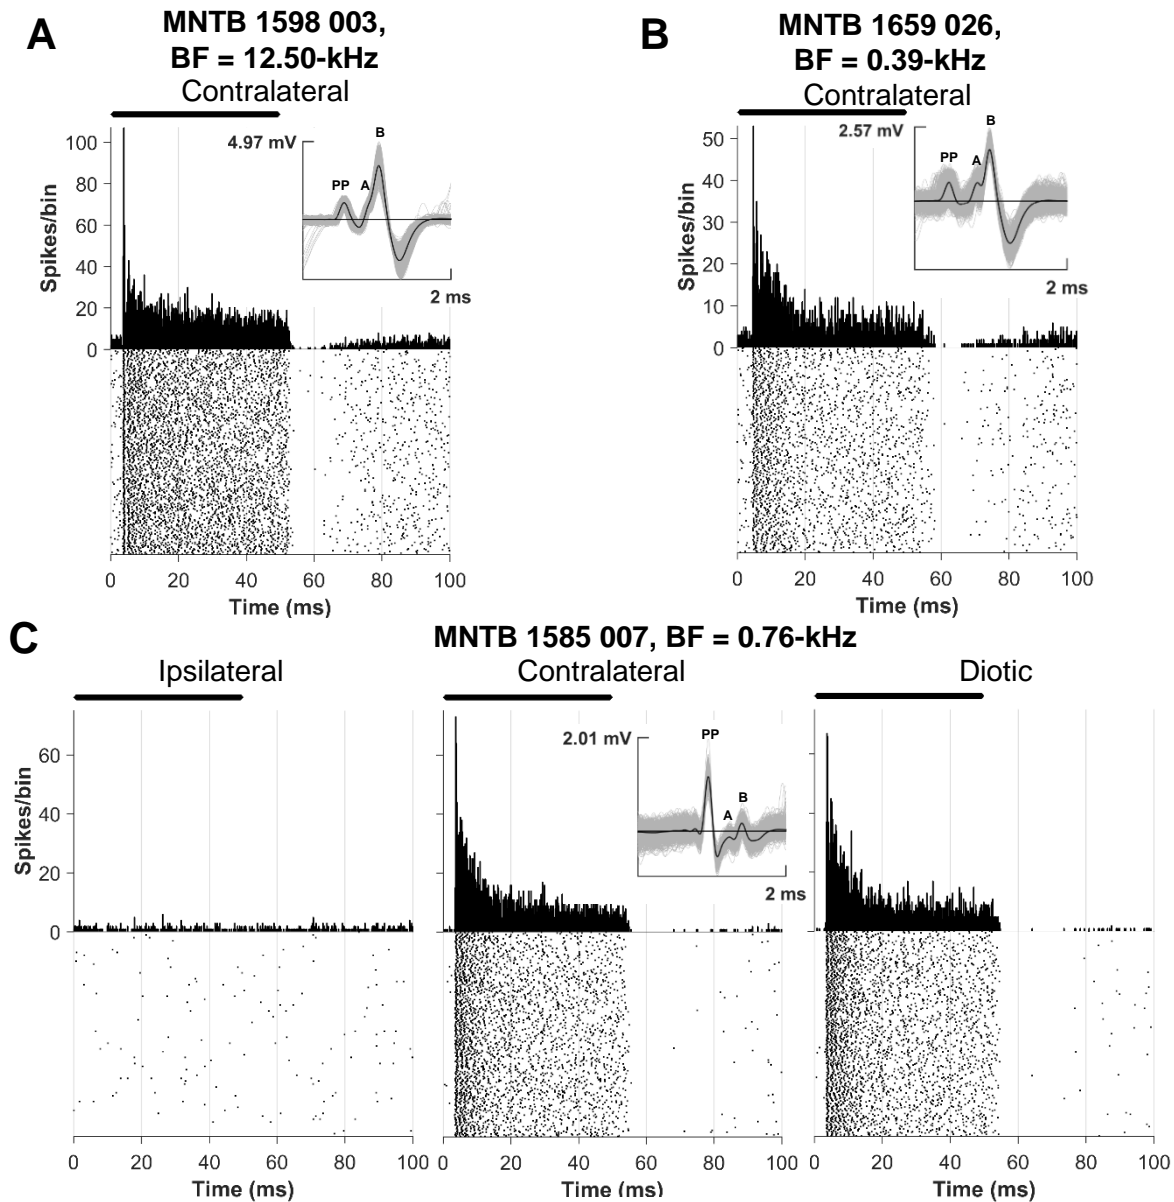 A
MNTB 1598 003,
BF = 12.50-kHz
Contralateral
Spikes/bin
100
80
60
40
20
0
4.97 mV
PP
A
B
2 ms
0 20 40 60 80 100
Time (ms)
B
MNTB 1659 026,
BF = 0.39-kHz
Contralateral
50
40
30
20
10
0
Spikes/bin
2.57 mV
PP
A
B
2 ms
0 20 40 60 80 100
Time (ms)
C
MNTB 1585 007, BF = 0.76-kHz
Ipsilateral
Spikes/bin
60
40
20
0
0 20 40 60 80 100
Time (ms)
Contralateral
2.01 mV
PP
A
B
2 ms
0 20 40 60 80 100
Time (ms)
Diotic
0 20 40 60 80 100
Time (ms)